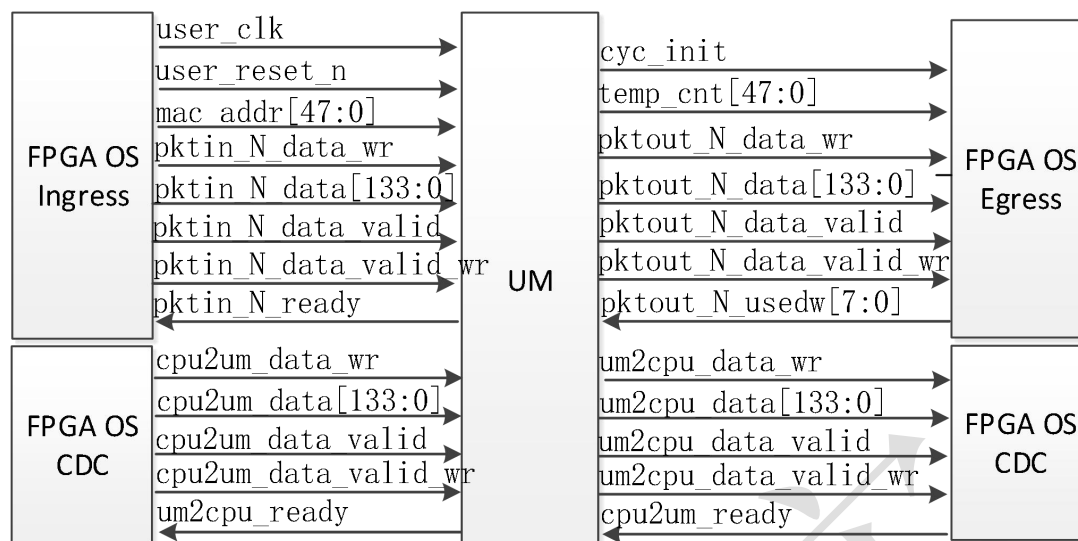 FPGA OS
Ingress
user_clk
user_reset_n
mac_addr[47:0]
pktin_N_data_wr
pktin_N_data[133:0]
pktin_N_data_valid
pktin_N_data_valid_wr
pktin_N_ready
FPGA OS
CDC
cpu2um_data_wr
cpu2um_data[133:0]
cpu2um_data_valid
cpu2um_data_valid_wr
um2cpu_ready
UM
cyc_init
temp_cnt[47:0]
pktout_N_data_wr
pktout_N_data[133:0]
pktout_N_data_valid
pktout_N_data_valid_wr
pktout_N_usedw[7:0]
FPGA OS
Egress
um2cpu_data_wr
um2cpu_data[133:0]
um2cpu_data_valid
um2cpu_data_valid_wr
cpu2um_ready
FPGA OS
CDC